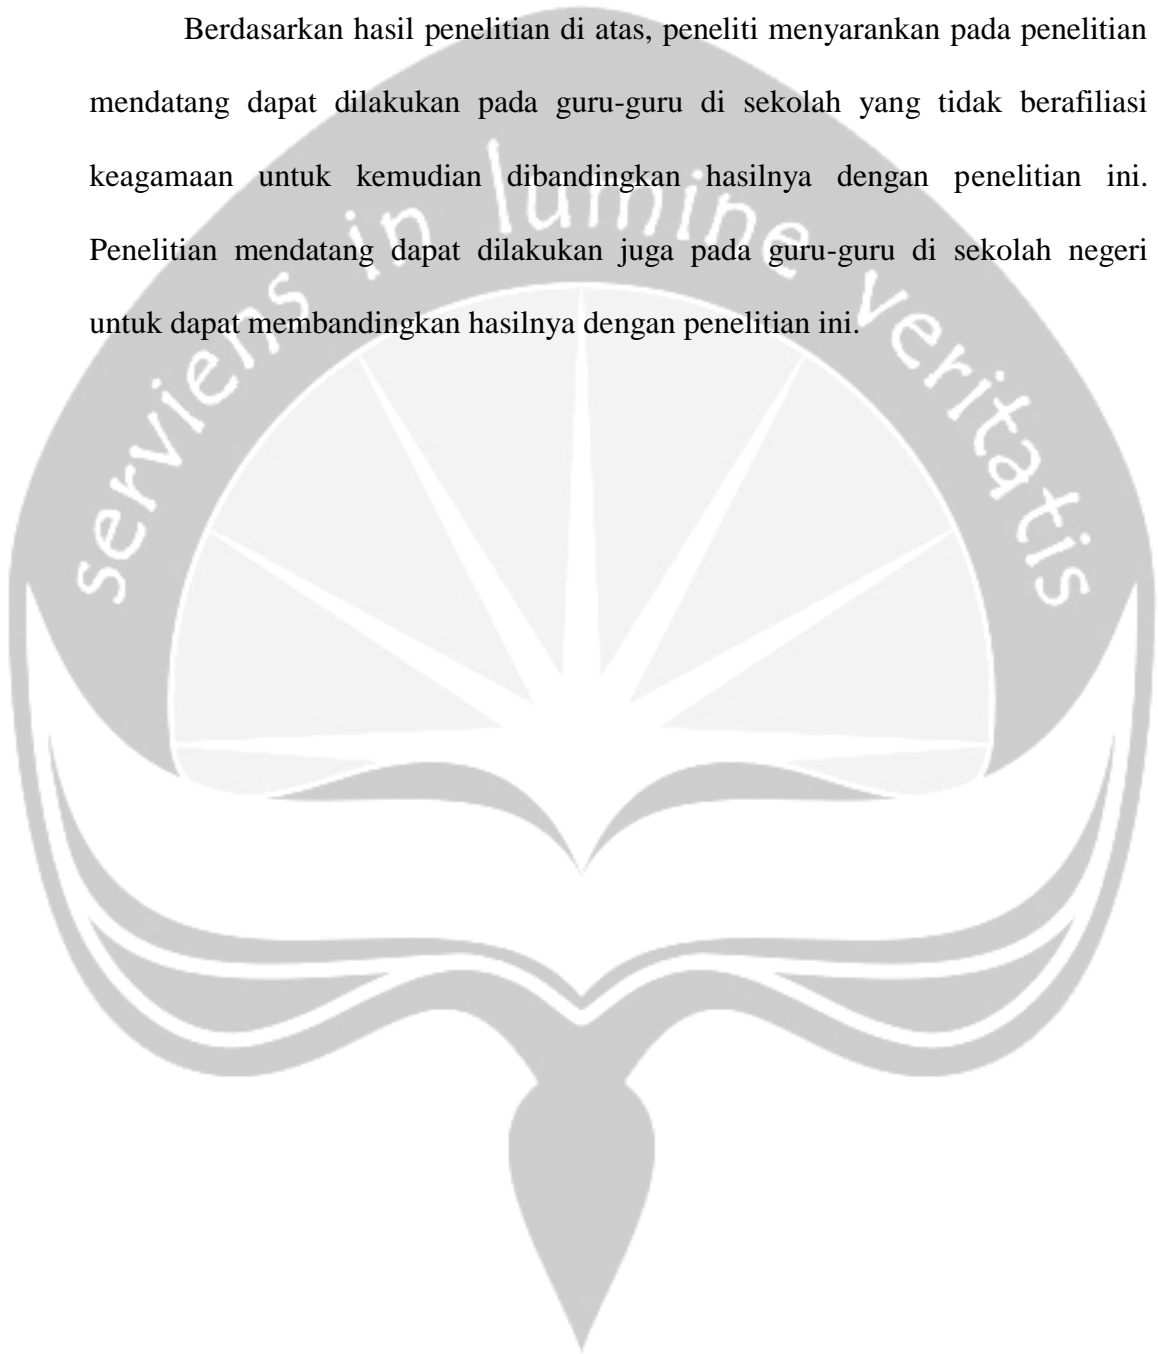 Berdasarkan hasil penelitian di atas, peneliti menyarankan pada penelitian
mendatang dapat dilakukan pada guru-guru di sekolah yang tidak berafiliasi
keagamaan untuk kemudian dibandingkan hasilnya dengan penelitian ini.
Penelitian mendatang dapat dilakukan juga pada guru-guru di sekolah negeri
untuk dapat membandingkan hasilnya dengan penelitian ini.
serviens in lumine veritatis